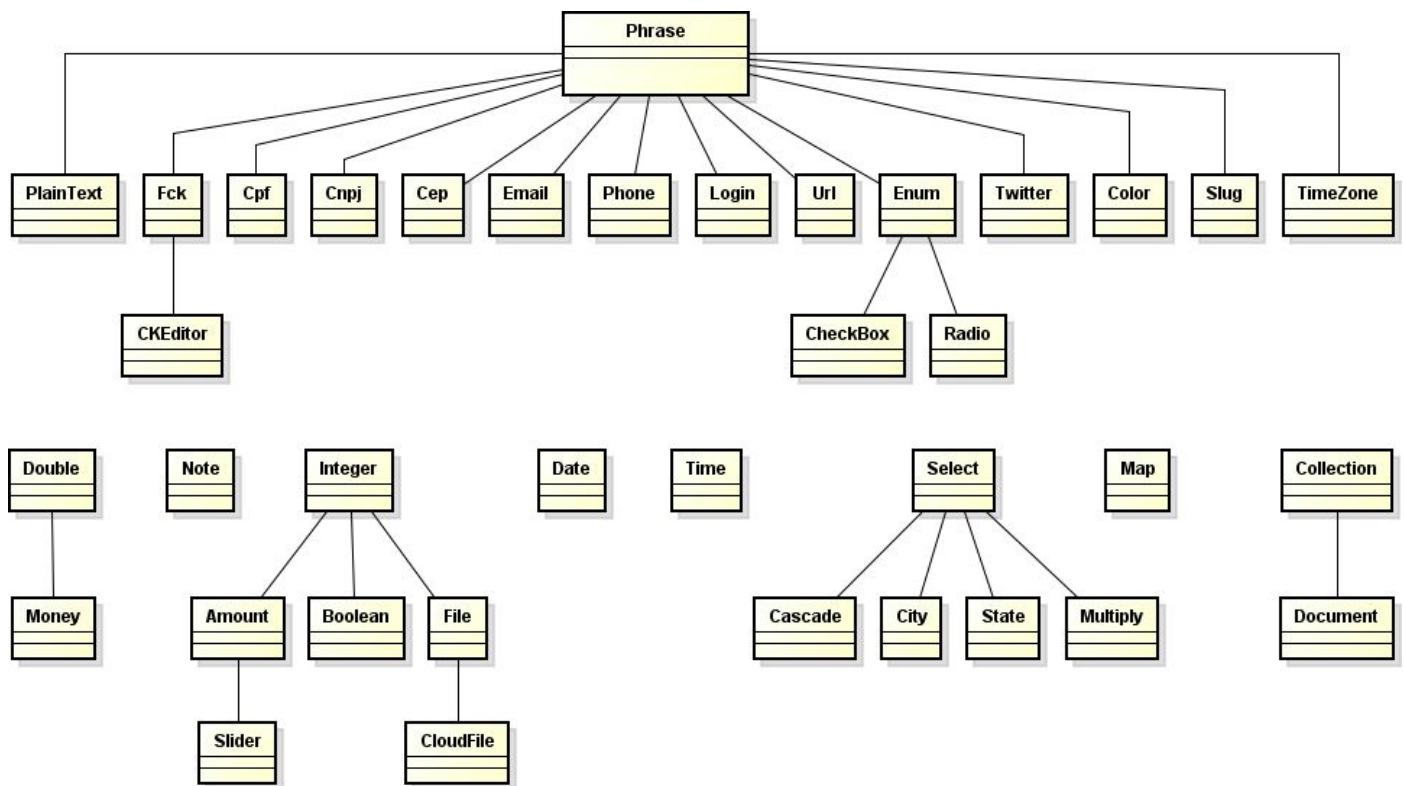 Phrase
PlainText Fck Cpf Cnpj Cep Email Phone Login Url Enum Twitter Color Slug TimeZone
CKEditor CheckBox Radio
Double Note Integer Date Time Select Map Collection
Money Amount Boolean File Cascade City State Multiply Document
Slider CloudFile